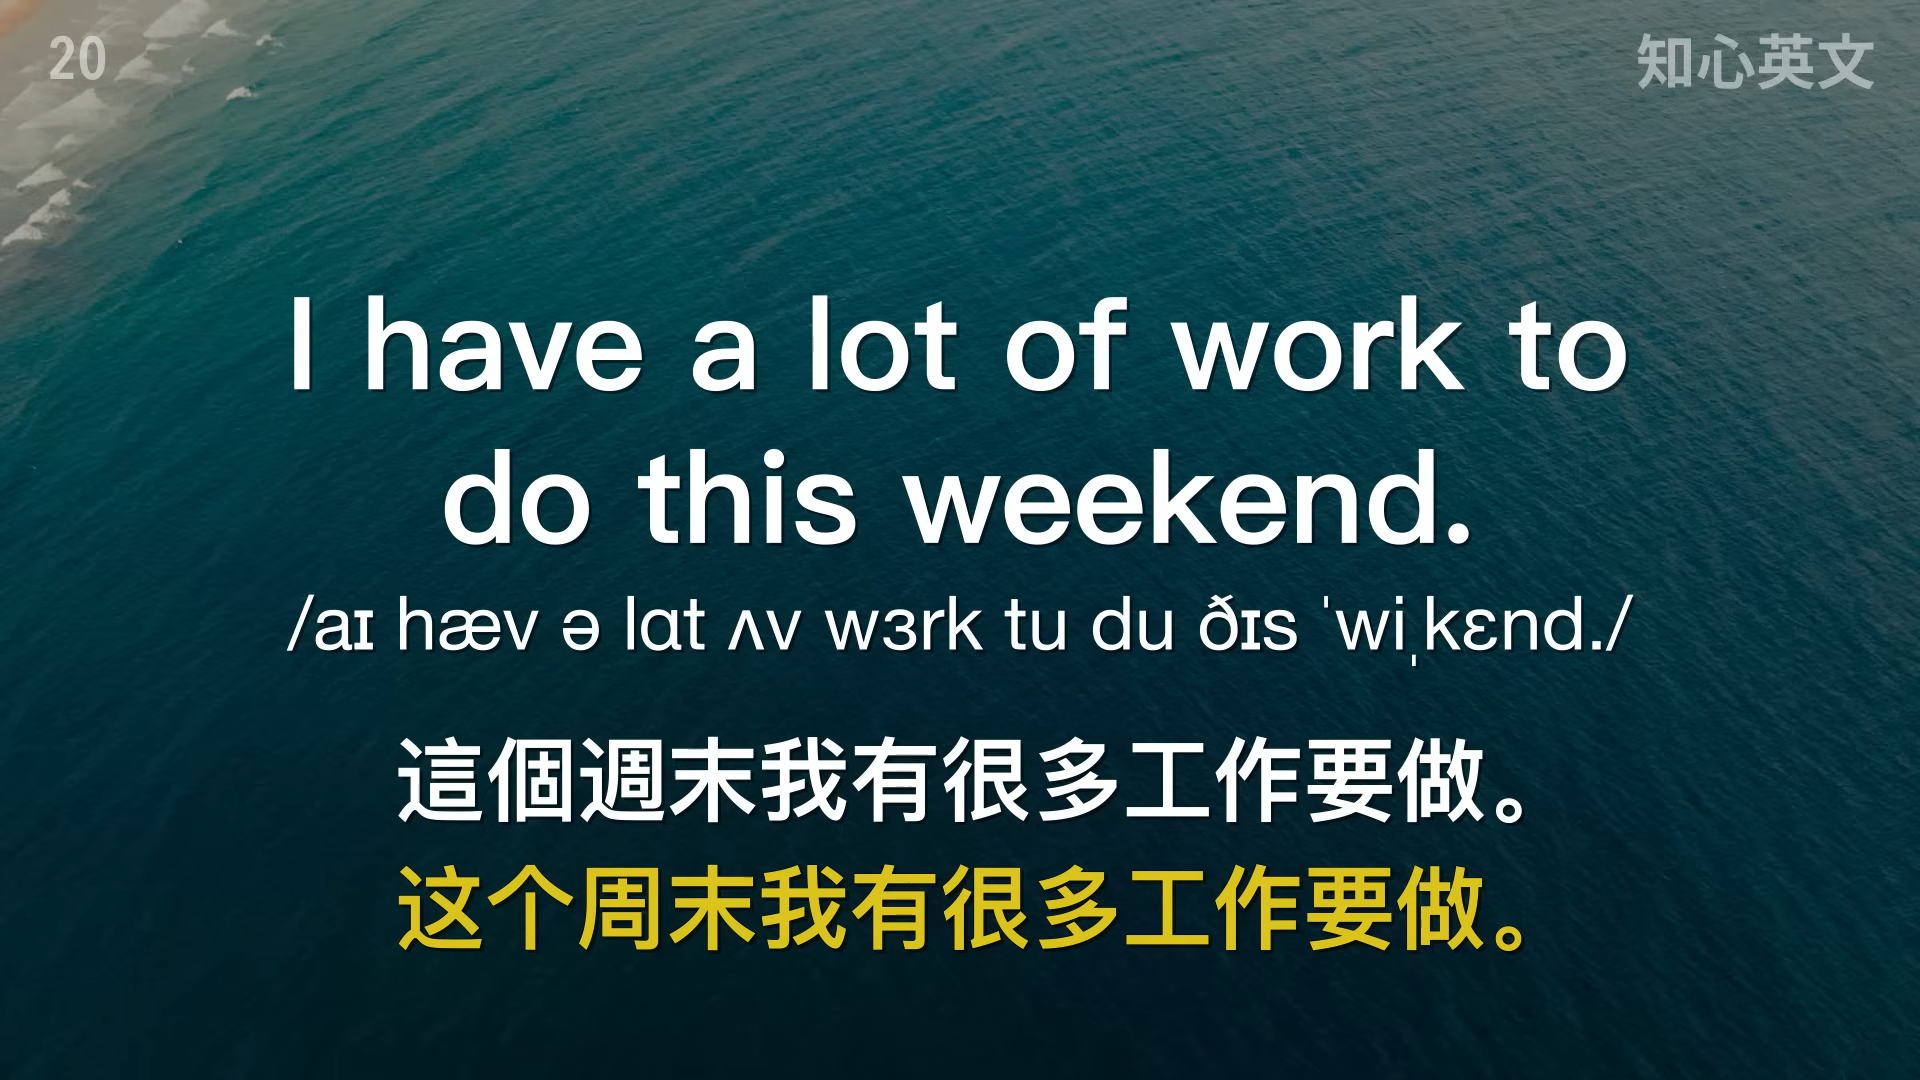 20
知心英文
I have a lot of work to
do this weekend.
/aɪ hæv ə lɑt ʌv wɜrk tu du ðɪs ˈwiˌkɛnd./
這個週末我有很多工作要做。
这个周末我有很多工作要做。